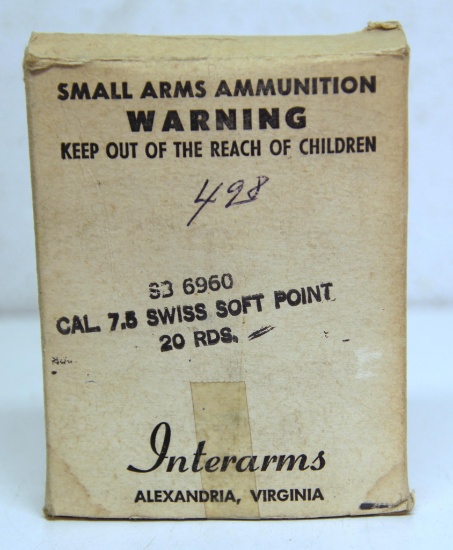 SMALL ARMS AMMUNITION
WARNING
KEEP OUT OF THE REACH OF CHILDREN
498
SB 6960
CAL. 7.5 SWISS SOFT POINT
20 RDS.
Interarms
ALEXANDRIA, VIRGINIA